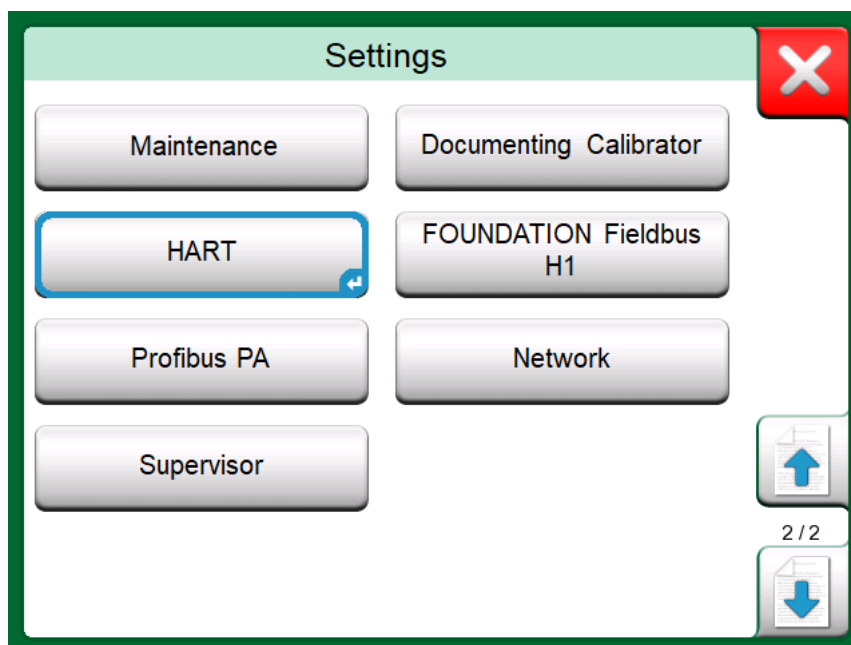 Settings
Maintenance
Documenting Calibrator
HART
FOUNDATION Fieldbus
H1
Profibus PA
Network
Supervisor
2 / 2